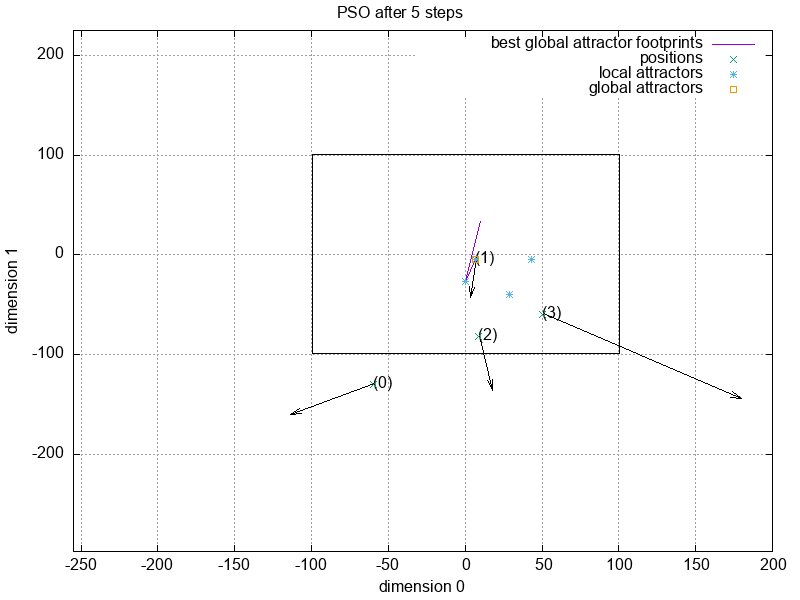 PSO after 5 steps
best global attractor footprints
positions
local attractors
global attractors
200
100
0
-100
-200
dimension 1
(1)
(3)
(2)
(0)
-250 -200 -150 -100 -50 0 50 100 150 200
dimension 0